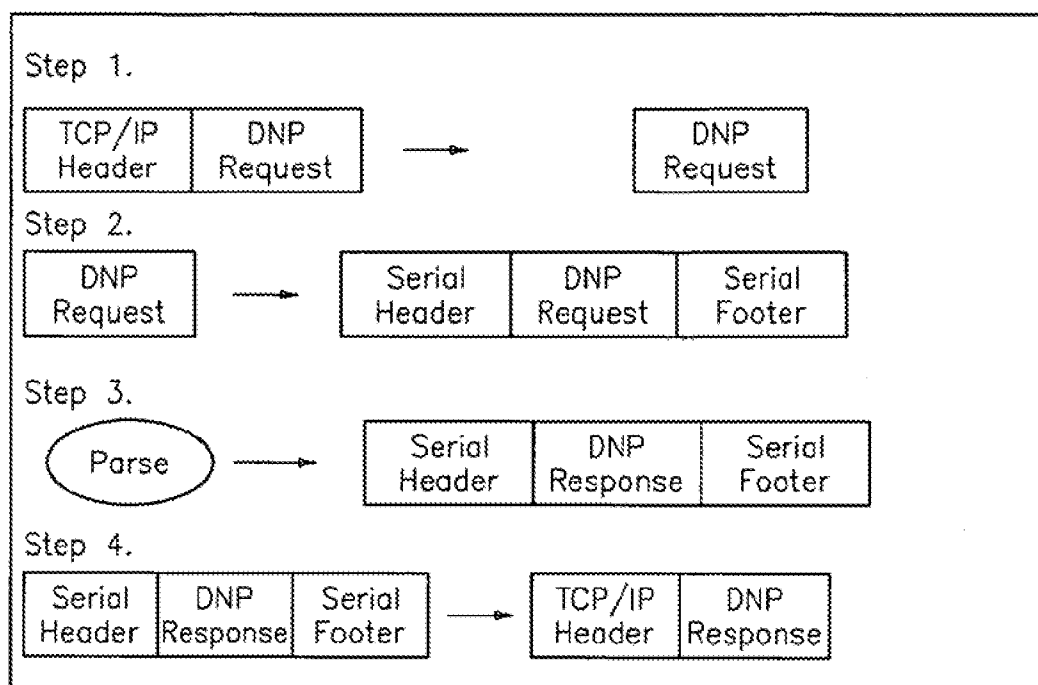 Step 1.
TCP/IP Header
DNP Request
DNP Request
Step 2.
DNP Request
Serial Header
DNP Request
Serial Footer
Step 3.
Parse
Serial Header
DNP Response
Serial Footer
Step 4.
Serial Header
DNP Response
Serial Footer
TCP/IP Header
DNP Response